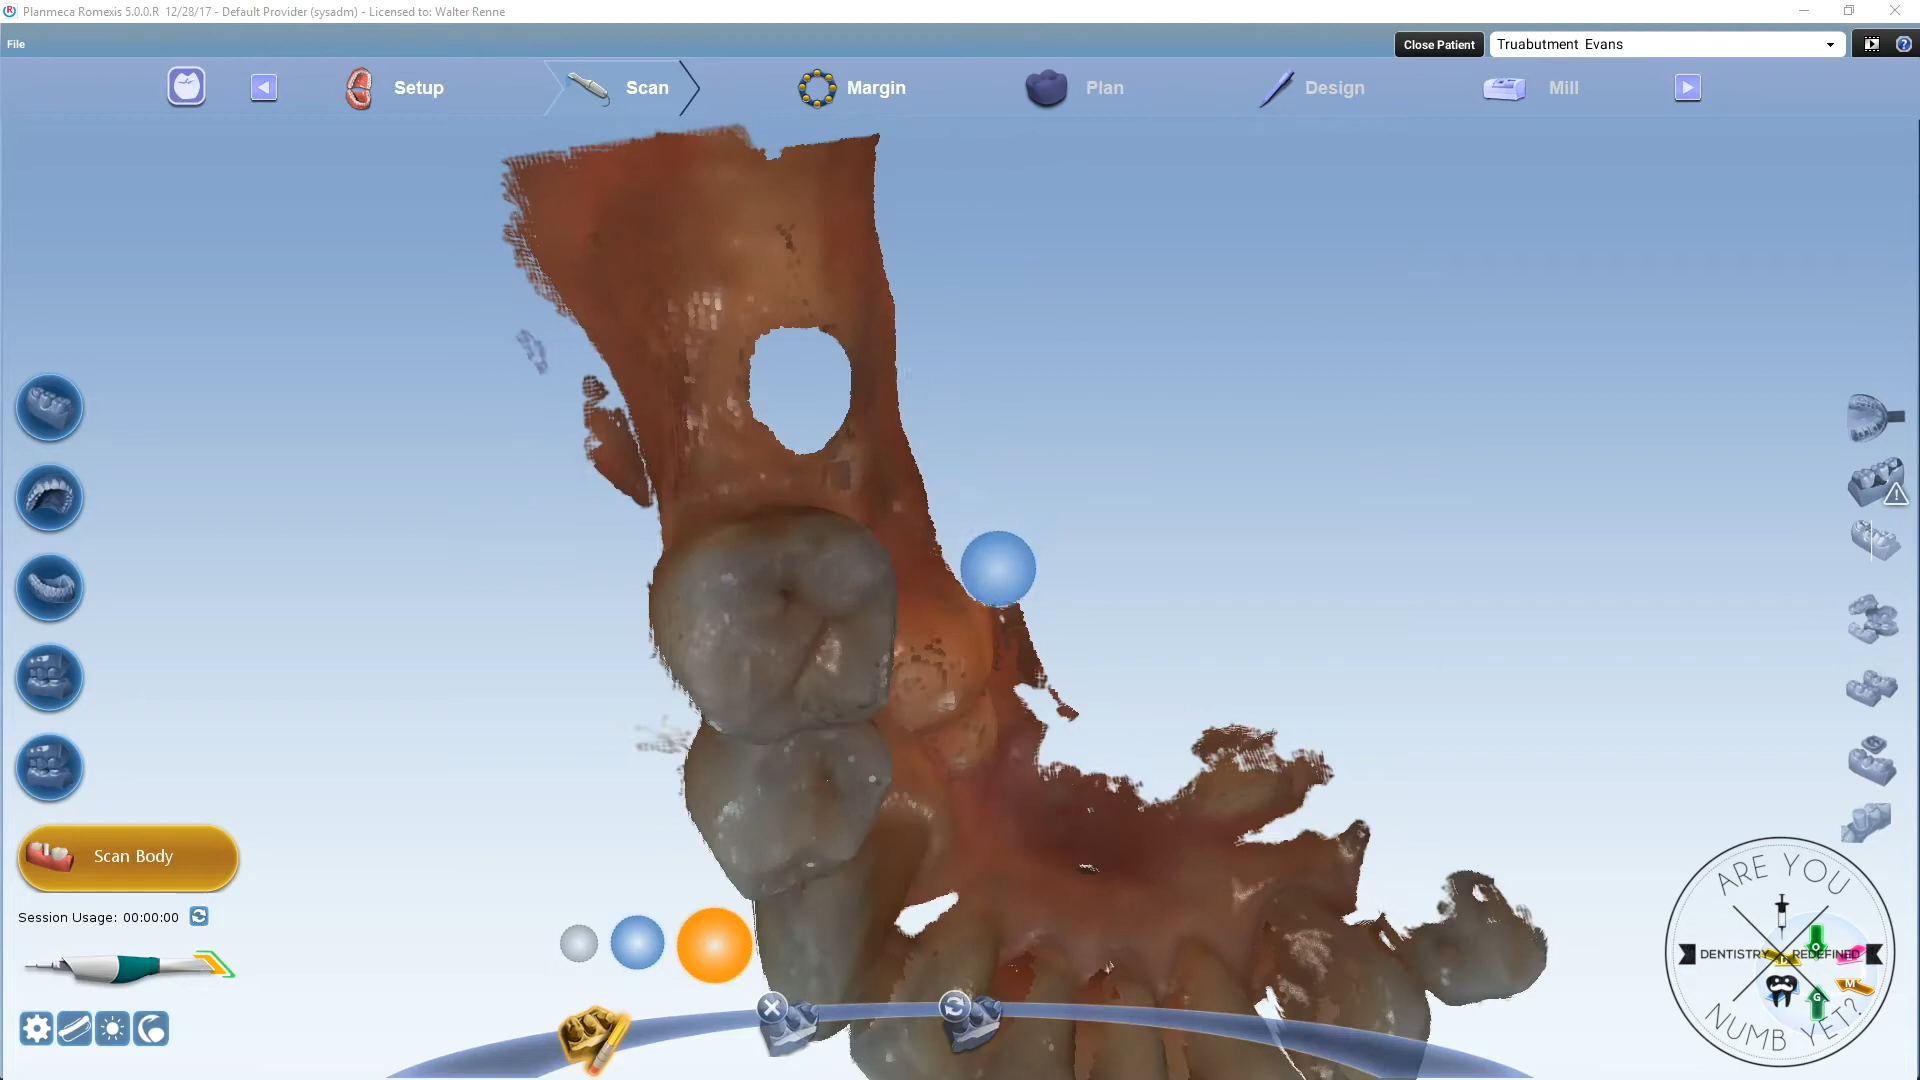 Planmeca Romexis 5.0.0.R 12/28/17 - Default Provider (sysadm) - Licensed to: Walter Renne
File
Close Patient
Truabutment Evans
Setup
Scan
Margin
Plan
Design
Mill
Scan Body
Session Usage: 00:00:00
ARE YOU
DENTISTRY REDEFINED
NUMB YET?
O
M
G